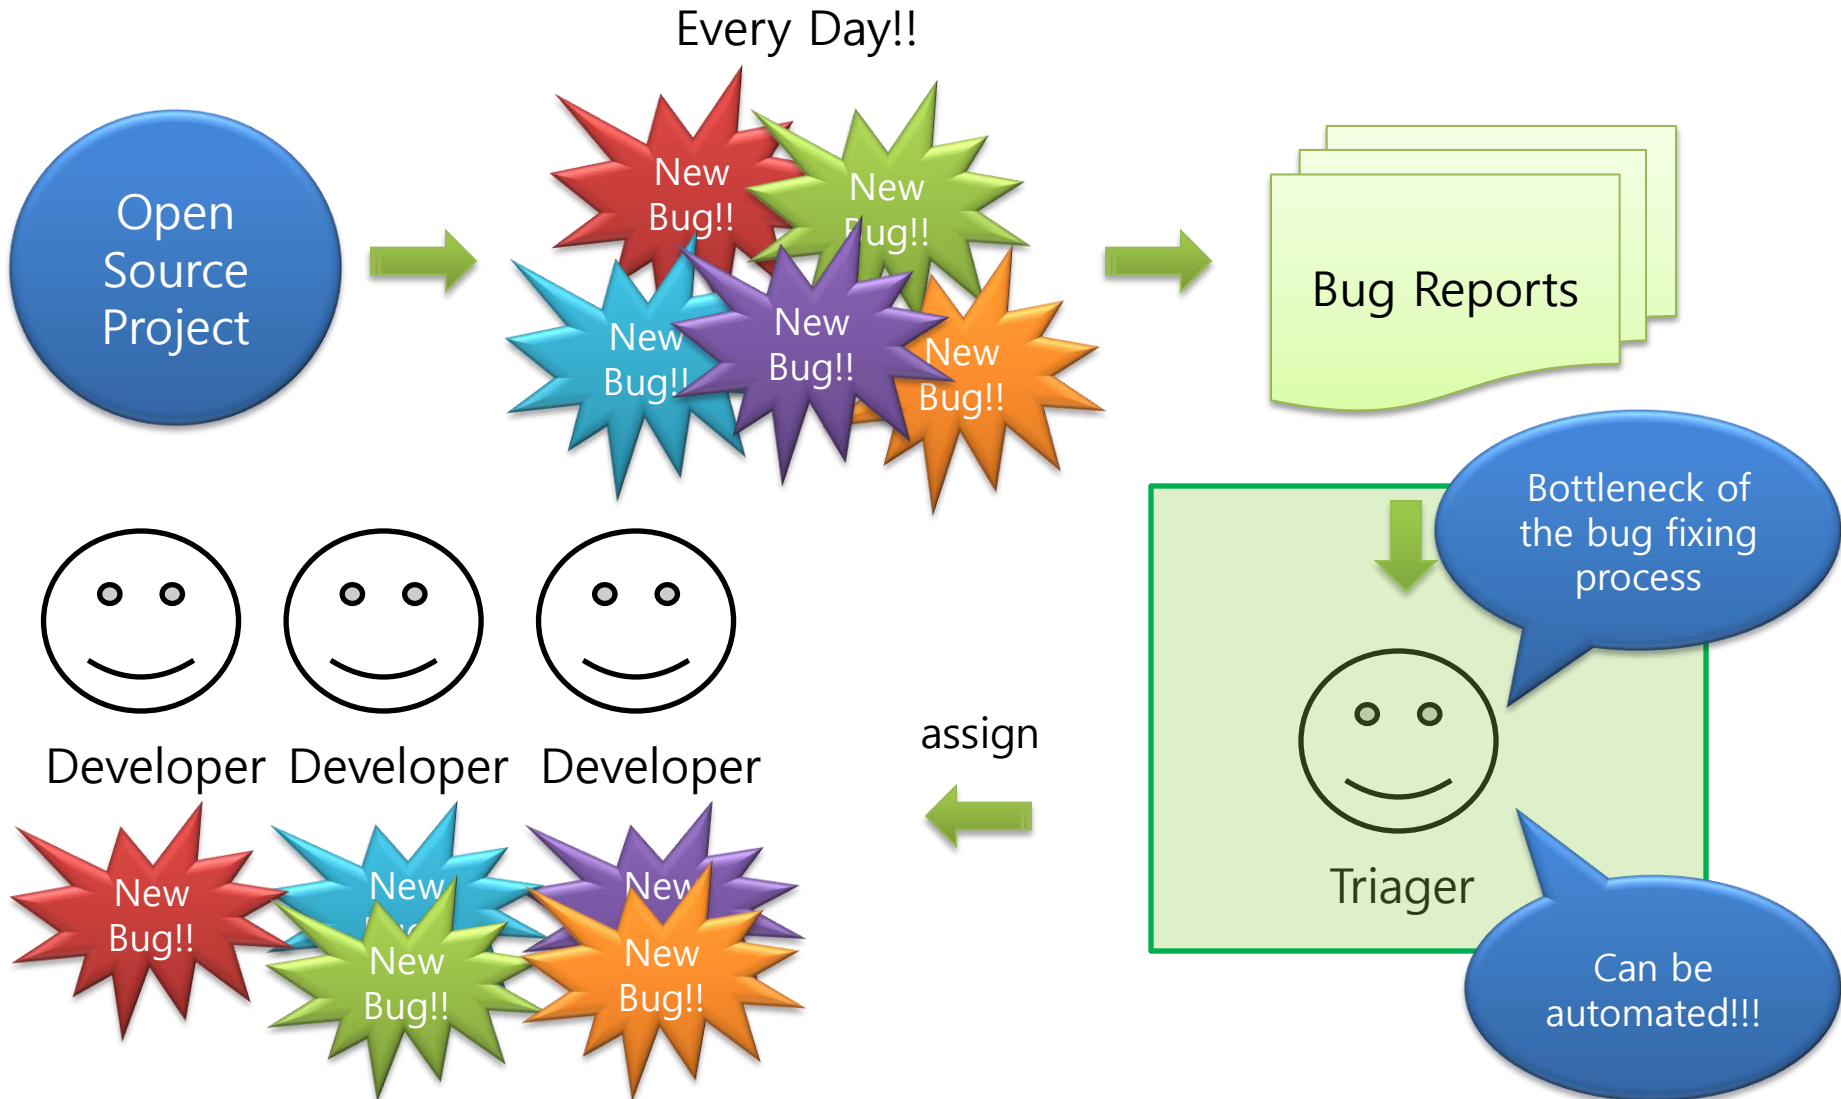 Every Day!!
Open
Source
Project
New
Bug!!
New
Bug!!
New
Bug!!
New
Bug!!
New
Bug!!
Bug Reports
Bottleneck of
the bug fixing
process
Triager
Can be
automated!!!
assign
Developer
Developer
Developer
New
Bug!!
New
New
Bug!!
New
New
Bug!!